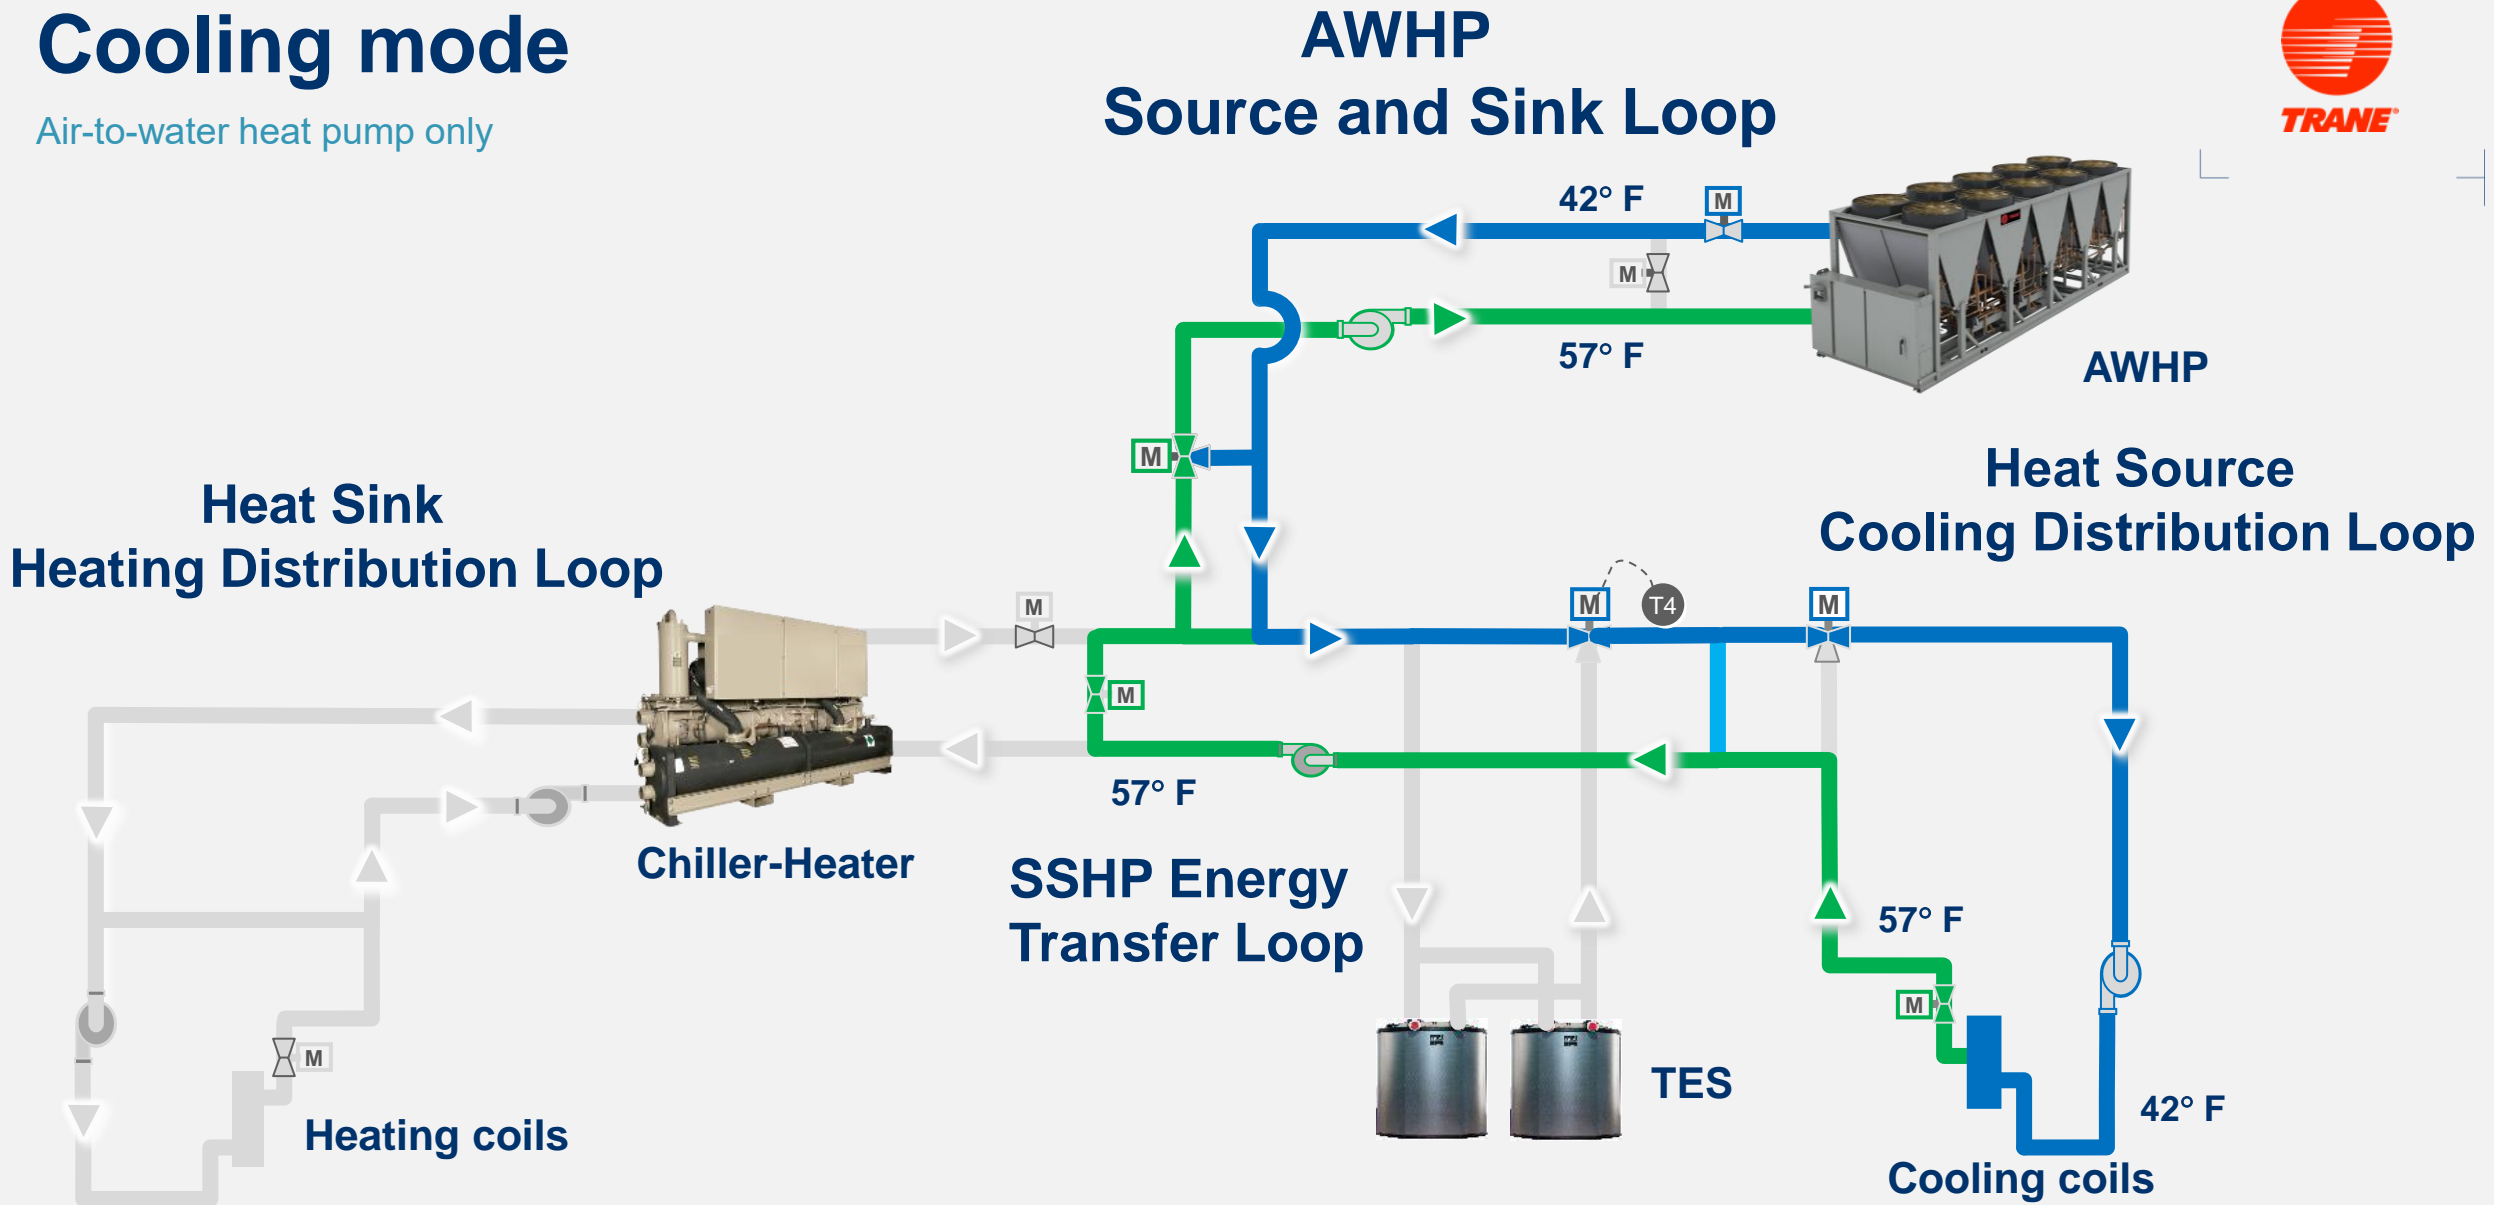 Cooling mode
Air-to-water heat pump only
AWHP
Source and Sink Loop
TRANE®
42° F
M
M
57° F
AWHP
M
Heat Sink
Heating Distribution Loop
Heat Source
Cooling Distribution Loop
M
M
T4
M
M
57° F
Chiller-Heater
SSHP Energy
Transfer Loop
57° F
M
M
TES
42° F
Heating coils
Cooling coils